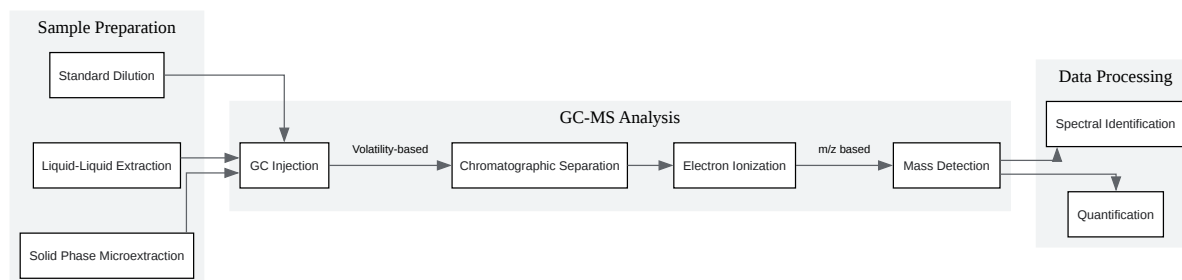 Sample Preparation
Standard Dilution
Liquid-Liquid Extraction
Solid Phase Microextraction
GC-MS Analysis
GC Injection
Volatility-based
Chromatographic Separation
Electron Ionization
m/z based
Mass Detection
Data Processing
Spectral Identification
Quantification